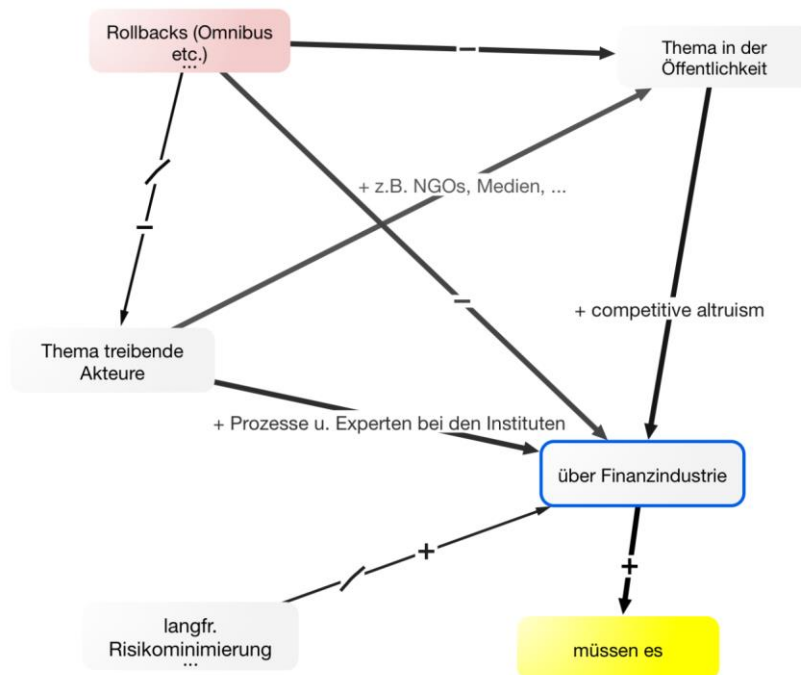 Rollbacks (Omnibus
etc.)
...
Thema in der
Öffentlichkeit
–
+ z.B. NGOs, Medien, ...
–
–
+ competitive altruism
Thema treibende
Akteure
+ Prozesse u. Experten bei den Instituten
über Finanzindustrie
+
+
langfr.
Risikominimierung
...
müssen es